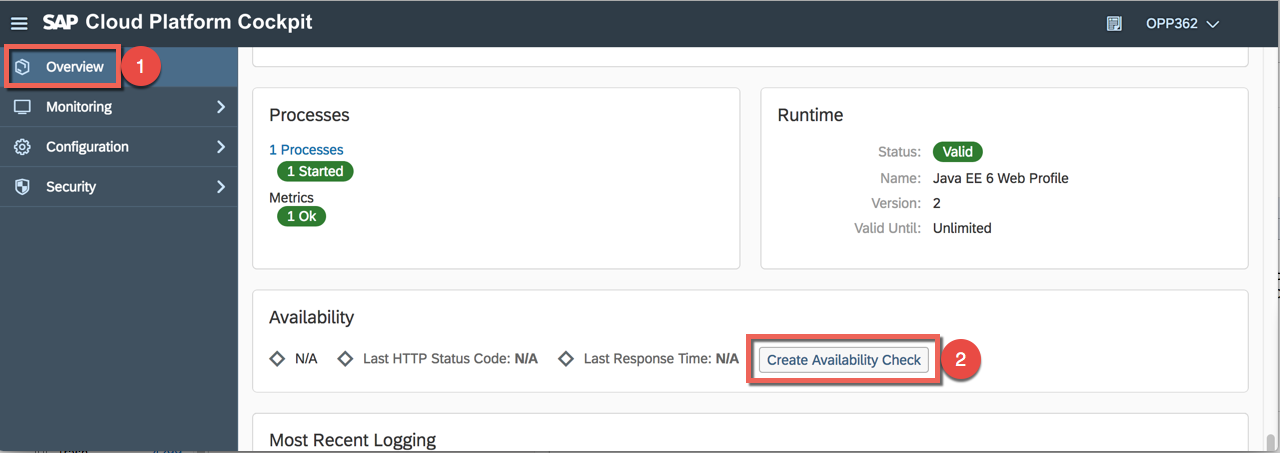 SAP Cloud Platform Cockpit
OPP362
Overview
1
Monitoring
Configuration
Security
Processes
1 Processes
1 Started
Metrics
1 Ok
Runtime
Status: Valid
Name: Java EE 6 Web Profile
Version: 2
Valid Until: Unlimited
Availability
N/A Last HTTP Status Code: N/A Last Response Time: N/A Create Availability Check 2
Most Recent Logging